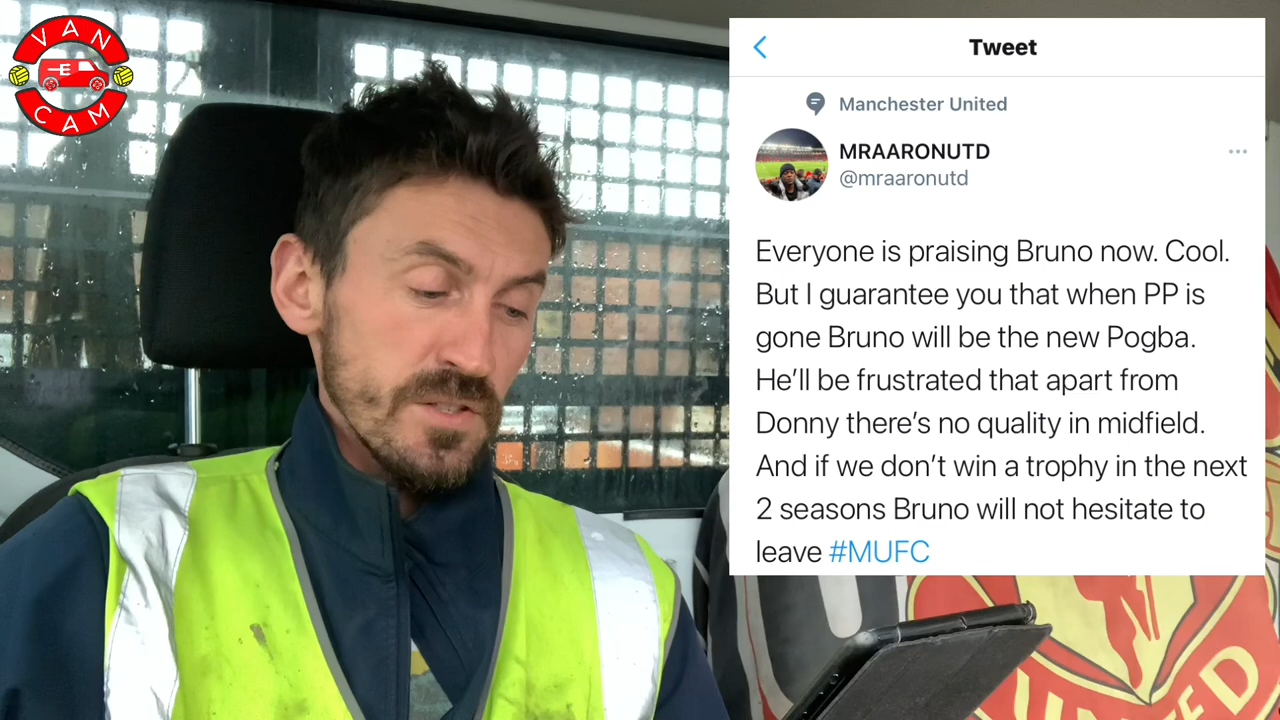 VAN
E
CAM
Tweet
Manchester United
MRAARONUTD
@mraaronutd
Everyone is praising Bruno now. Cool.
But I guarantee you that when PP is
gone Bruno will be the new Pogba.
He'll be frustrated that apart from
Donny there's no quality in midfield.
And if we don't win a trophy in the next
2 seasons Bruno will not hesitate to
leave #MUFC
UNITED